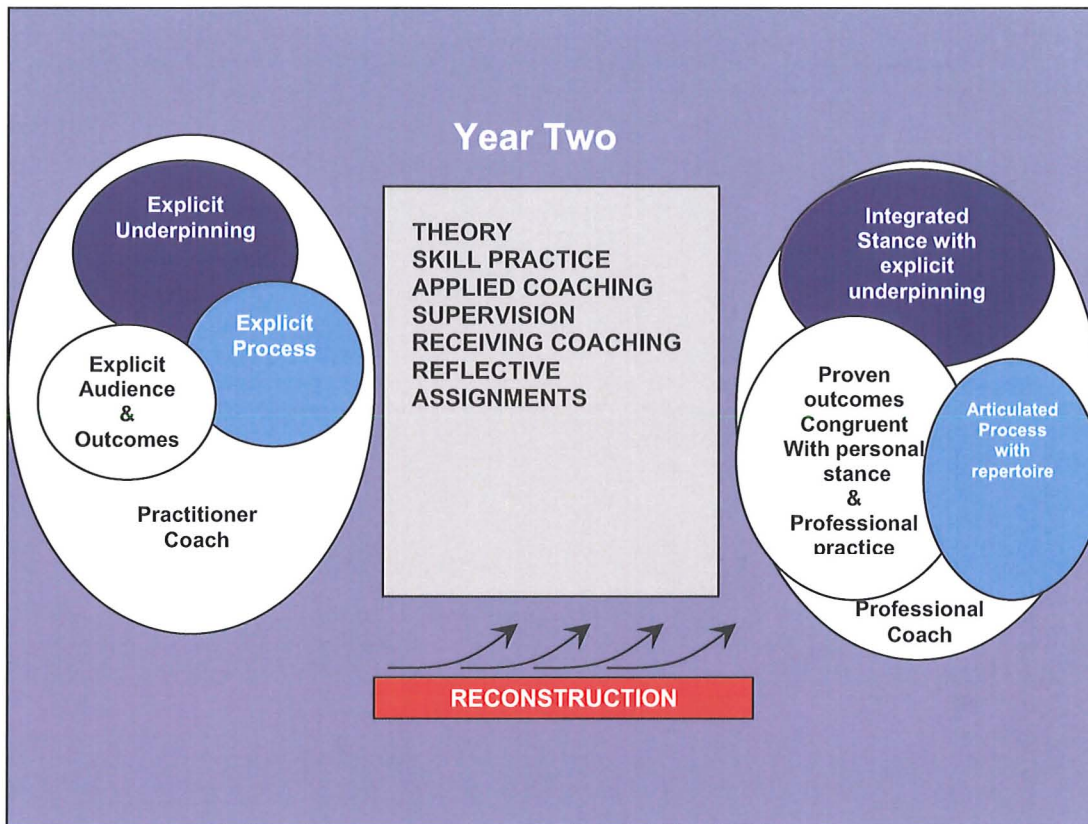 Year Two
Explicit
Underpinning
Explicit
Process
Explicit
Audience
&
Outcomes
Practitioner
Coach
THEORY
SKILL PRACTICE
APPLIED COACHING
SUPERVISION
RECEIVING COACHING
REFLECTIVE
ASSIGNMENTS
Integrated
Stance with
explicit
underpinning
Proven
outcomes
Congruent
With personal
stance
&
Professional
practice
Articulated
Process
with
repertoire
Professional
Coach
RECONSTRUCTION